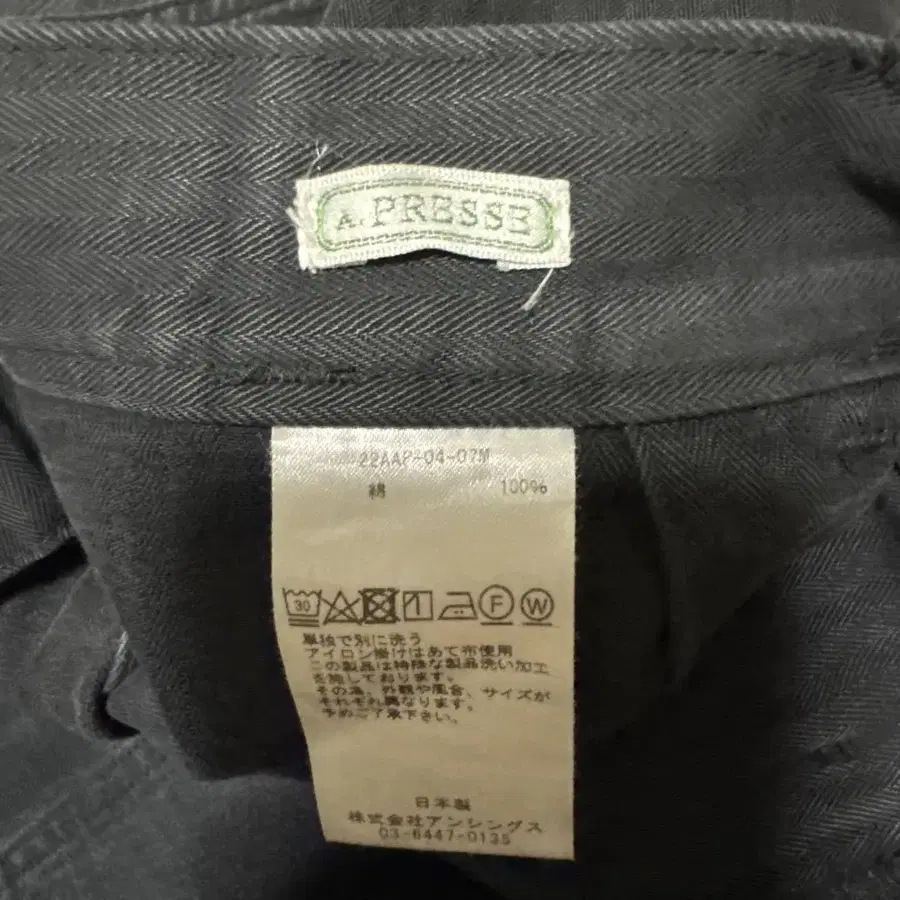 A. PRESSE
22AAP-04-07M
綿 100%
30 F W
単独で別に洗う
アイロン掛けはあて布使用
この製品は特殊な製品洗い加工
を施しております。
その為、外観や風合、サイズが
それぞれ異なります。
予めご了承下さい。
日本製
株式会社アンシングス
03-6447-0135